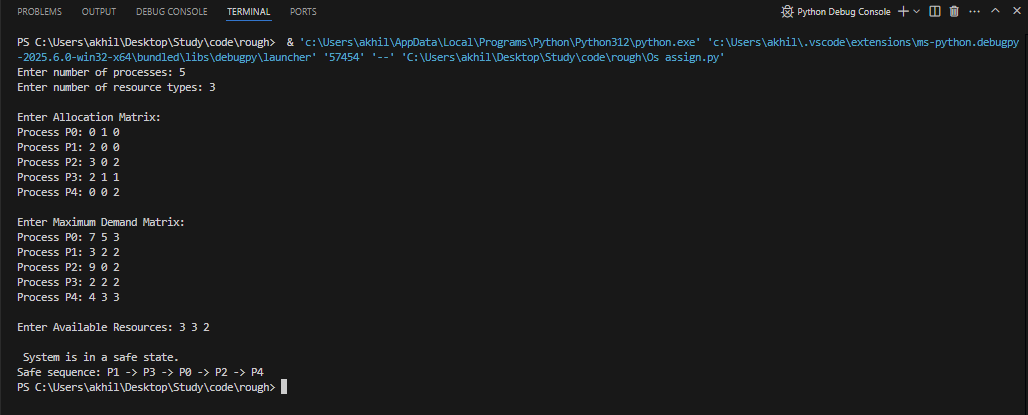 PROBLEMS OUTPUT DEBUG CONSOLE TERMINAL PORTS Python Debug Console
PS C:\Users\akhil\Desktop\Study\code\rough> & 'c:\Users\akhil\AppData\Local\Programs\Python\Python312\python.exe' 'c:\Users\akhil\.vscode\extensions\ms-python.debugpy
-2025.6.0-win32-x64\bundled\libs\debugpy\launcher' '57454' '--' 'C:\Users\akhil\Desktop\Study\code\rough\Os assign.py'
Enter number of processes: 5
Enter number of resource types: 3
Enter Allocation Matrix:
Process P0: 0 1 0
Process P1: 2 0 0
Process P2: 3 0 2
Process P3: 2 1 1
Process P4: 0 0 2
Enter Maximum Demand Matrix:
Process P0: 7 5 3
Process P1: 3 2 2
Process P2: 9 0 2
Process P3: 2 2 2
Process P4: 4 3 3
Enter Available Resources: 3 3 2
System is in a safe state.
Safe sequence: P1 -> P3 -> P0 -> P2 -> P4
PS C:\Users\akhil\Desktop\Study\code\rough>